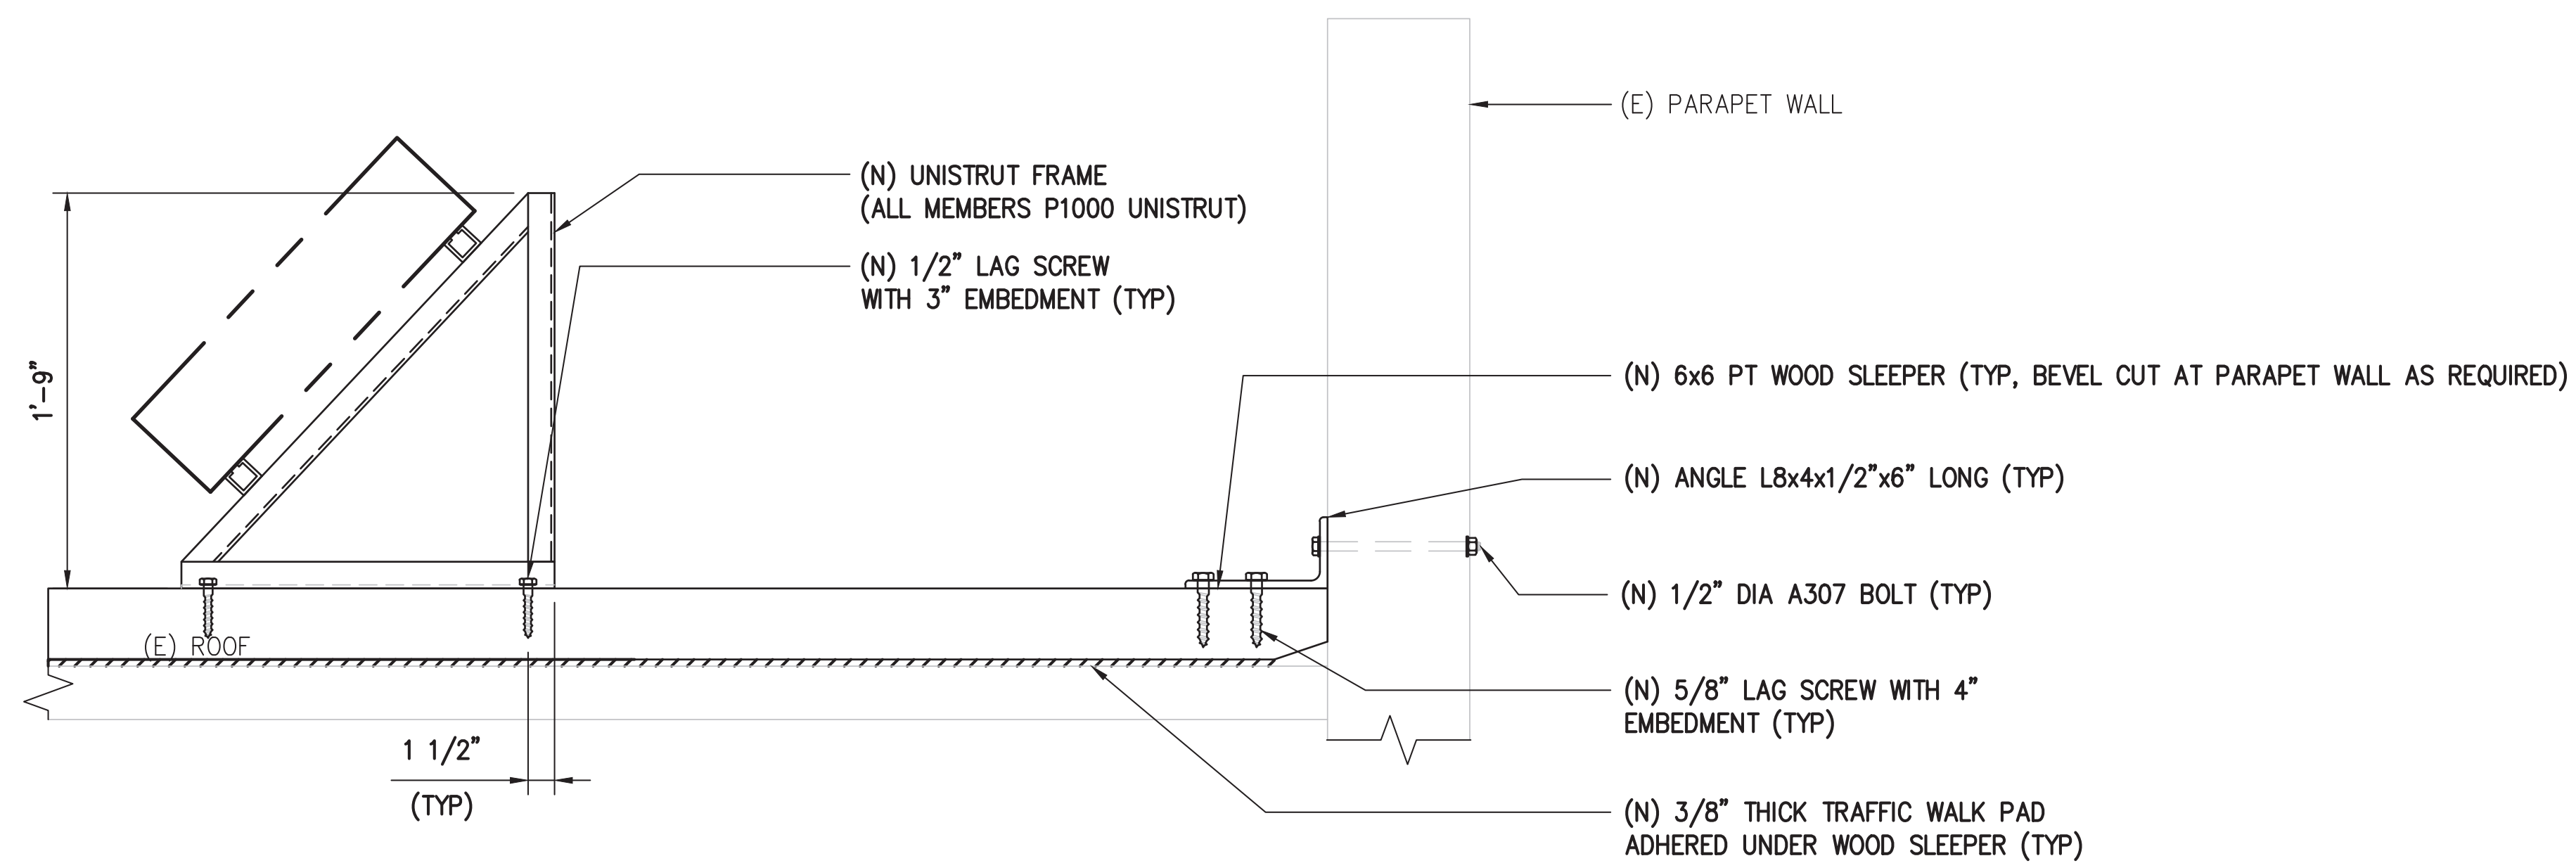 (E) PARAPET WALL
(N) UNISTRUT FRAME
(ALL MEMBERS P1000 UNISTRUT)
(N) 1/2" LAG SCREW
WITH 3" EMBEDMENT (TYP)
1'-9"
(N) 6x6 PT WOOD SLEEPER (TYP, BEVEL CUT AT PARAPET WALL AS REQUIRED)
(N) ANGLE L8x4x1/2"x6" LONG (TYP)
(N) 1/2" DIA A307 BOLT (TYP)
(E) ROOF
(N) 5/8" LAG SCREW WITH 4"
EMBEDMENT (TYP)
1 1/2"
(TYP)
(N) 3/8" THICK TRAFFIC WALK PAD
ADHERED UNDER WOOD SLEEPER (TYP)